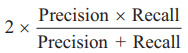 2 × Precision × Recall
Precision + Recall